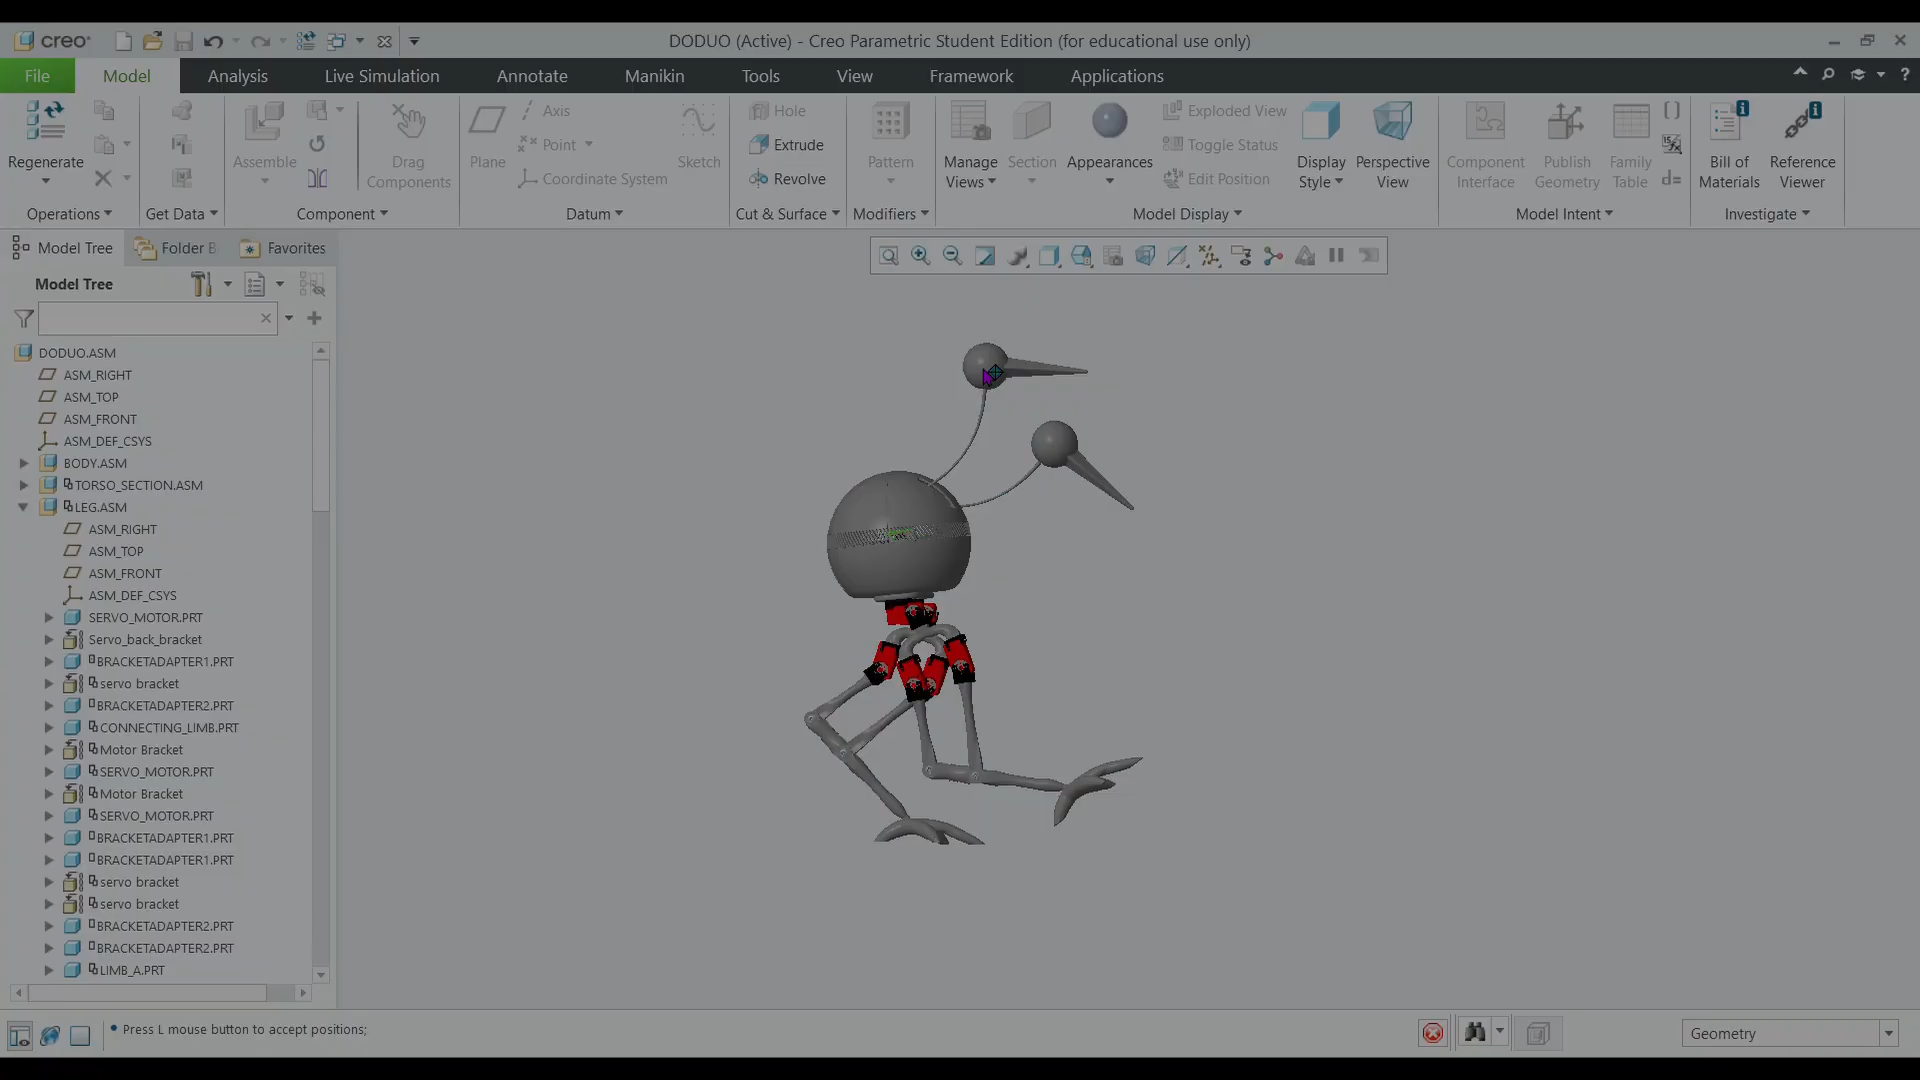 creo
DODUO (Active) - Creo Parametric Student Edition (for educational use only)
File Model Analysis Live Simulation Annotate Manikin Tools View Framework Applications
Regenerate
Assemble
Drag Components
Plane
Axis
Point
Coordinate System
Sketch
Hole
Extrude
Revolve
Pattern
Manage Views
Section
Appearances
Exploded View
Toggle Status
Edit Position
Display Style
Perspective View
Component Interface
Publish Geometry
Family Table
Bill of Materials
Reference Viewer
Operations Get Data Component Datum Cut & Surface Modifiers Model Display Model Intent Investigate
Model Tree Folder B Favorites
Model Tree
DODUO.ASM
ASM_RIGHT
ASM_TOP
ASM_FRONT
ASM_DEF_CSYS
BODY.ASM
TORSO_SECTION.ASM
LEG.ASM
ASM_RIGHT
ASM_TOP
ASM_FRONT
ASM_DEF_CSYS
SERVO_MOTOR.PRT
Servo_back_bracket
BRACKETADAPTER1.PRT
servo bracket
BRACKETADAPTER2.PRT
CONNECTING_LIMB.PRT
Motor Bracket
SERVO_MOTOR.PRT
Motor Bracket
SERVO_MOTOR.PRT
BRACKETADAPTER1.PRT
BRACKETADAPTER1.PRT
servo bracket
servo bracket
BRACKETADAPTER2.PRT
BRACKETADAPTER2.PRT
LIMB_A.PRT
Press L mouse button to accept positions;
Geometry